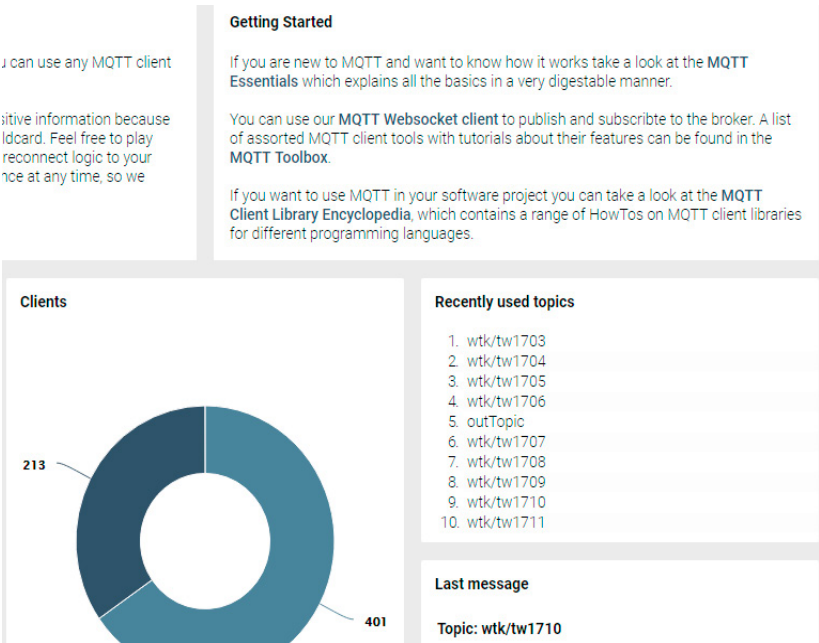 can use any MQTT client
information because
Feel free to play
reconnect logic to your
at any time, so we
Getting Started
If you are new to MQTT and want to know how it works take a look at the MQTT
Essentials which explains all the basics in a very digestable manner.
You can use our MQTT Websocket client to publish and subscribte to the broker. A list
of assorted MQTT client tools with tutorials about their features can be found in the
MQTT Toolbox.
If you want to use MQTT in your software project you can take a look at the MQTT
Client Library Encyclopedia, which contains a range of HowTos on MQTT client libraries
for different programming languages.
Clients
213
401
Recently used topics
1. wtk/tw1703
2. wtk/tw1704
3. wtk/tw1705
4. wtk/tw1706
5. outTopic
6. wtk/tw1707
7. wtk/tw1708
8. wtk/tw1709
9. wtk/tw1710
10. wtk/tw1711
Last message
Topic: wtk/tw1710